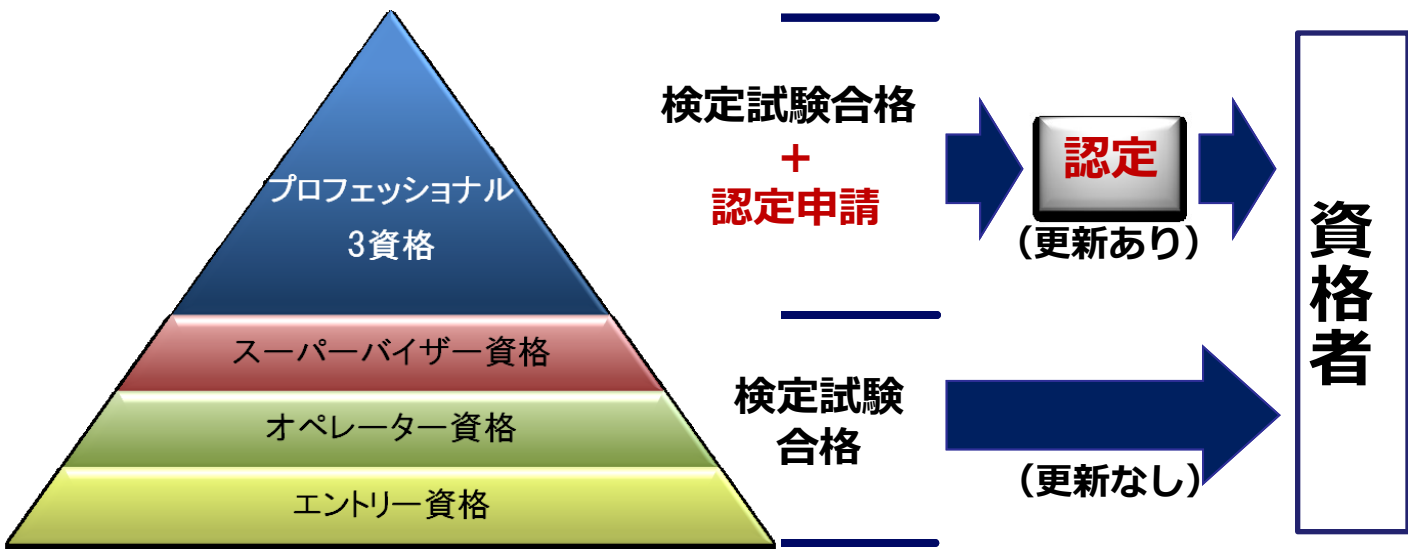 プロフェッショナル
3資格
スーパーバイザー資格
オペレーター資格
エントリー資格
検定試験合格
+
認定申請
認定
（更新あり）
検定試験
合格
（更新なし）
資格者